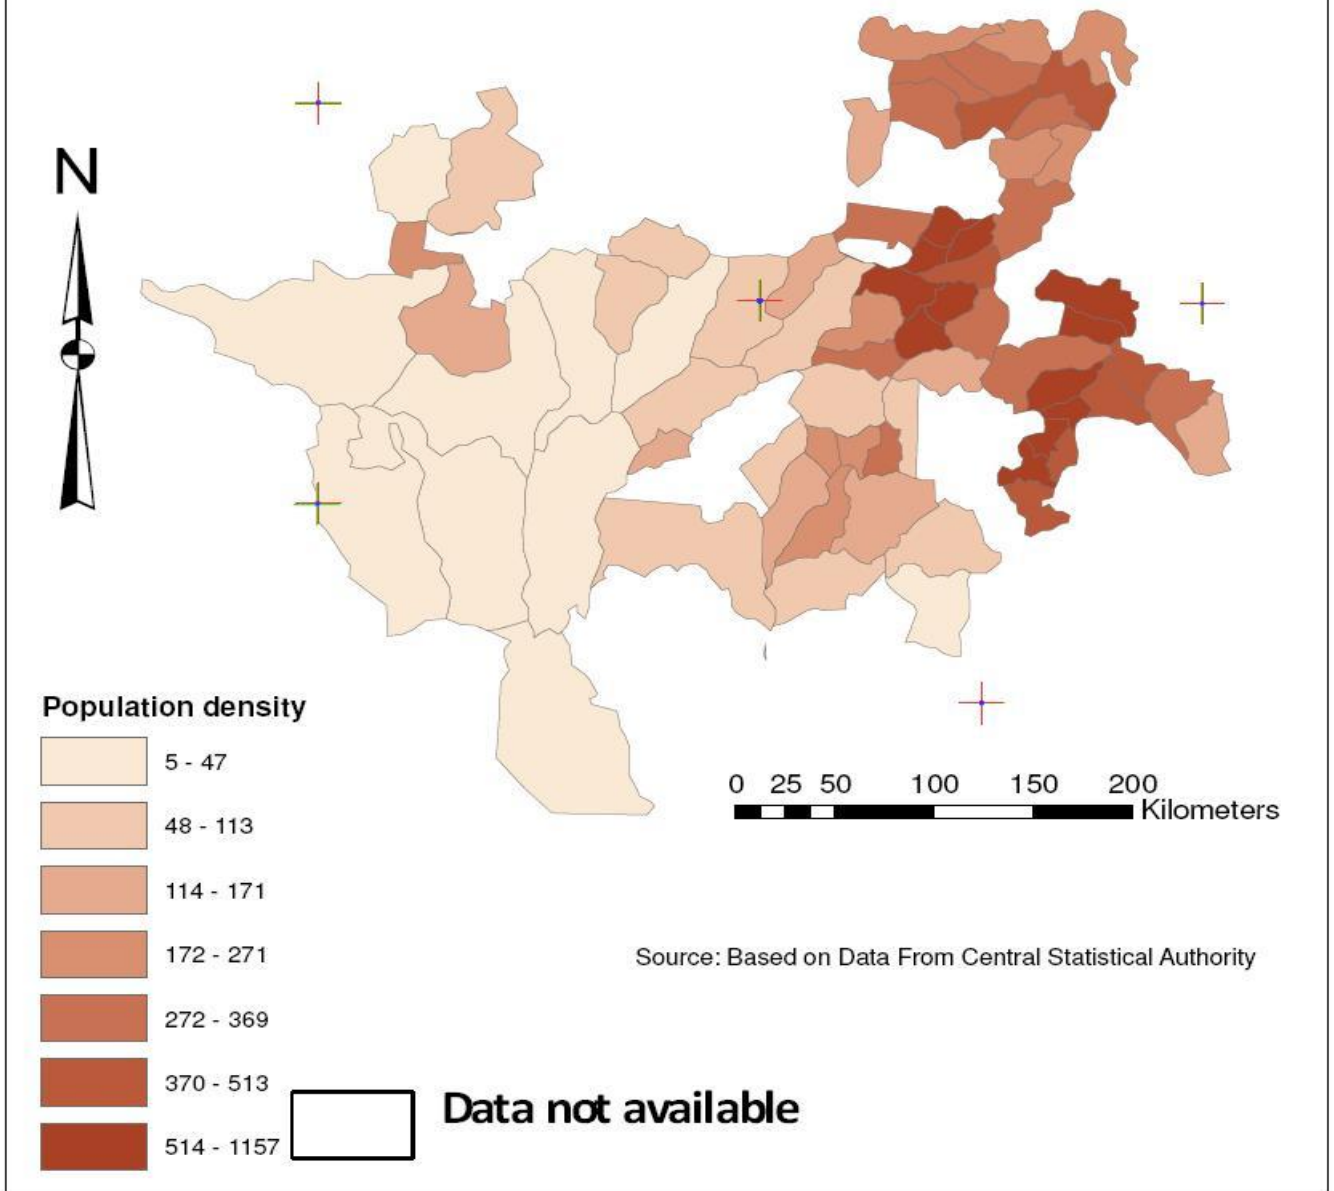 N
Population density
5 - 47
48 - 113
114 - 171
172 - 271
272 - 369
370 - 513
514 - 1157
0 25 50 100 150 200
Kilometers
Source: Based on Data From Central Statistical Authority
Data not available